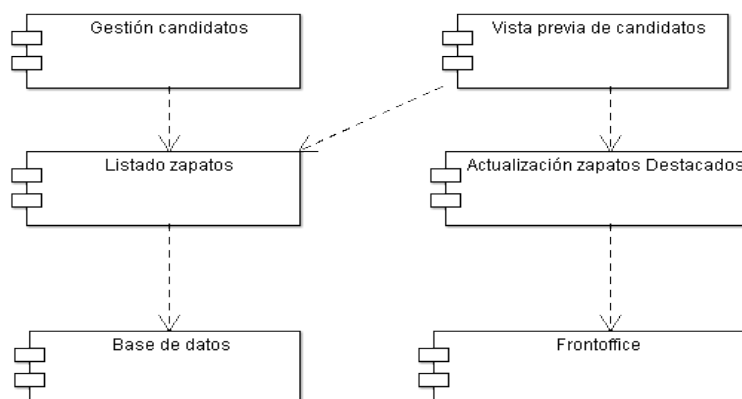 Gestión candidatos
Vista previa de candidatos
Listado zapatos
Actualización zapatos Destacados
Base de datos
Frontoffice